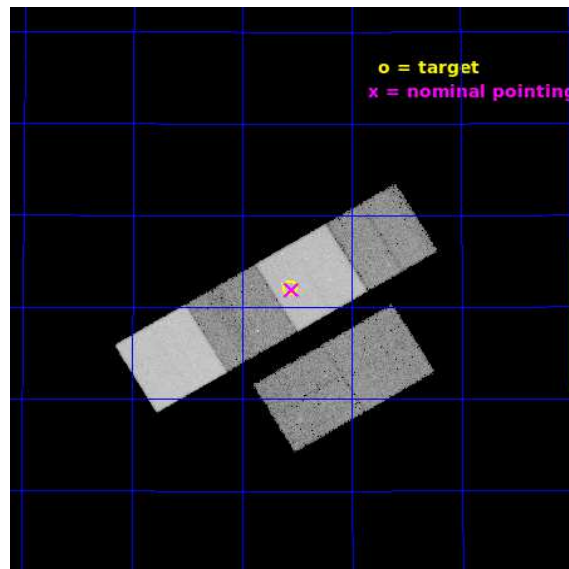 o = target
x = nominal pointing